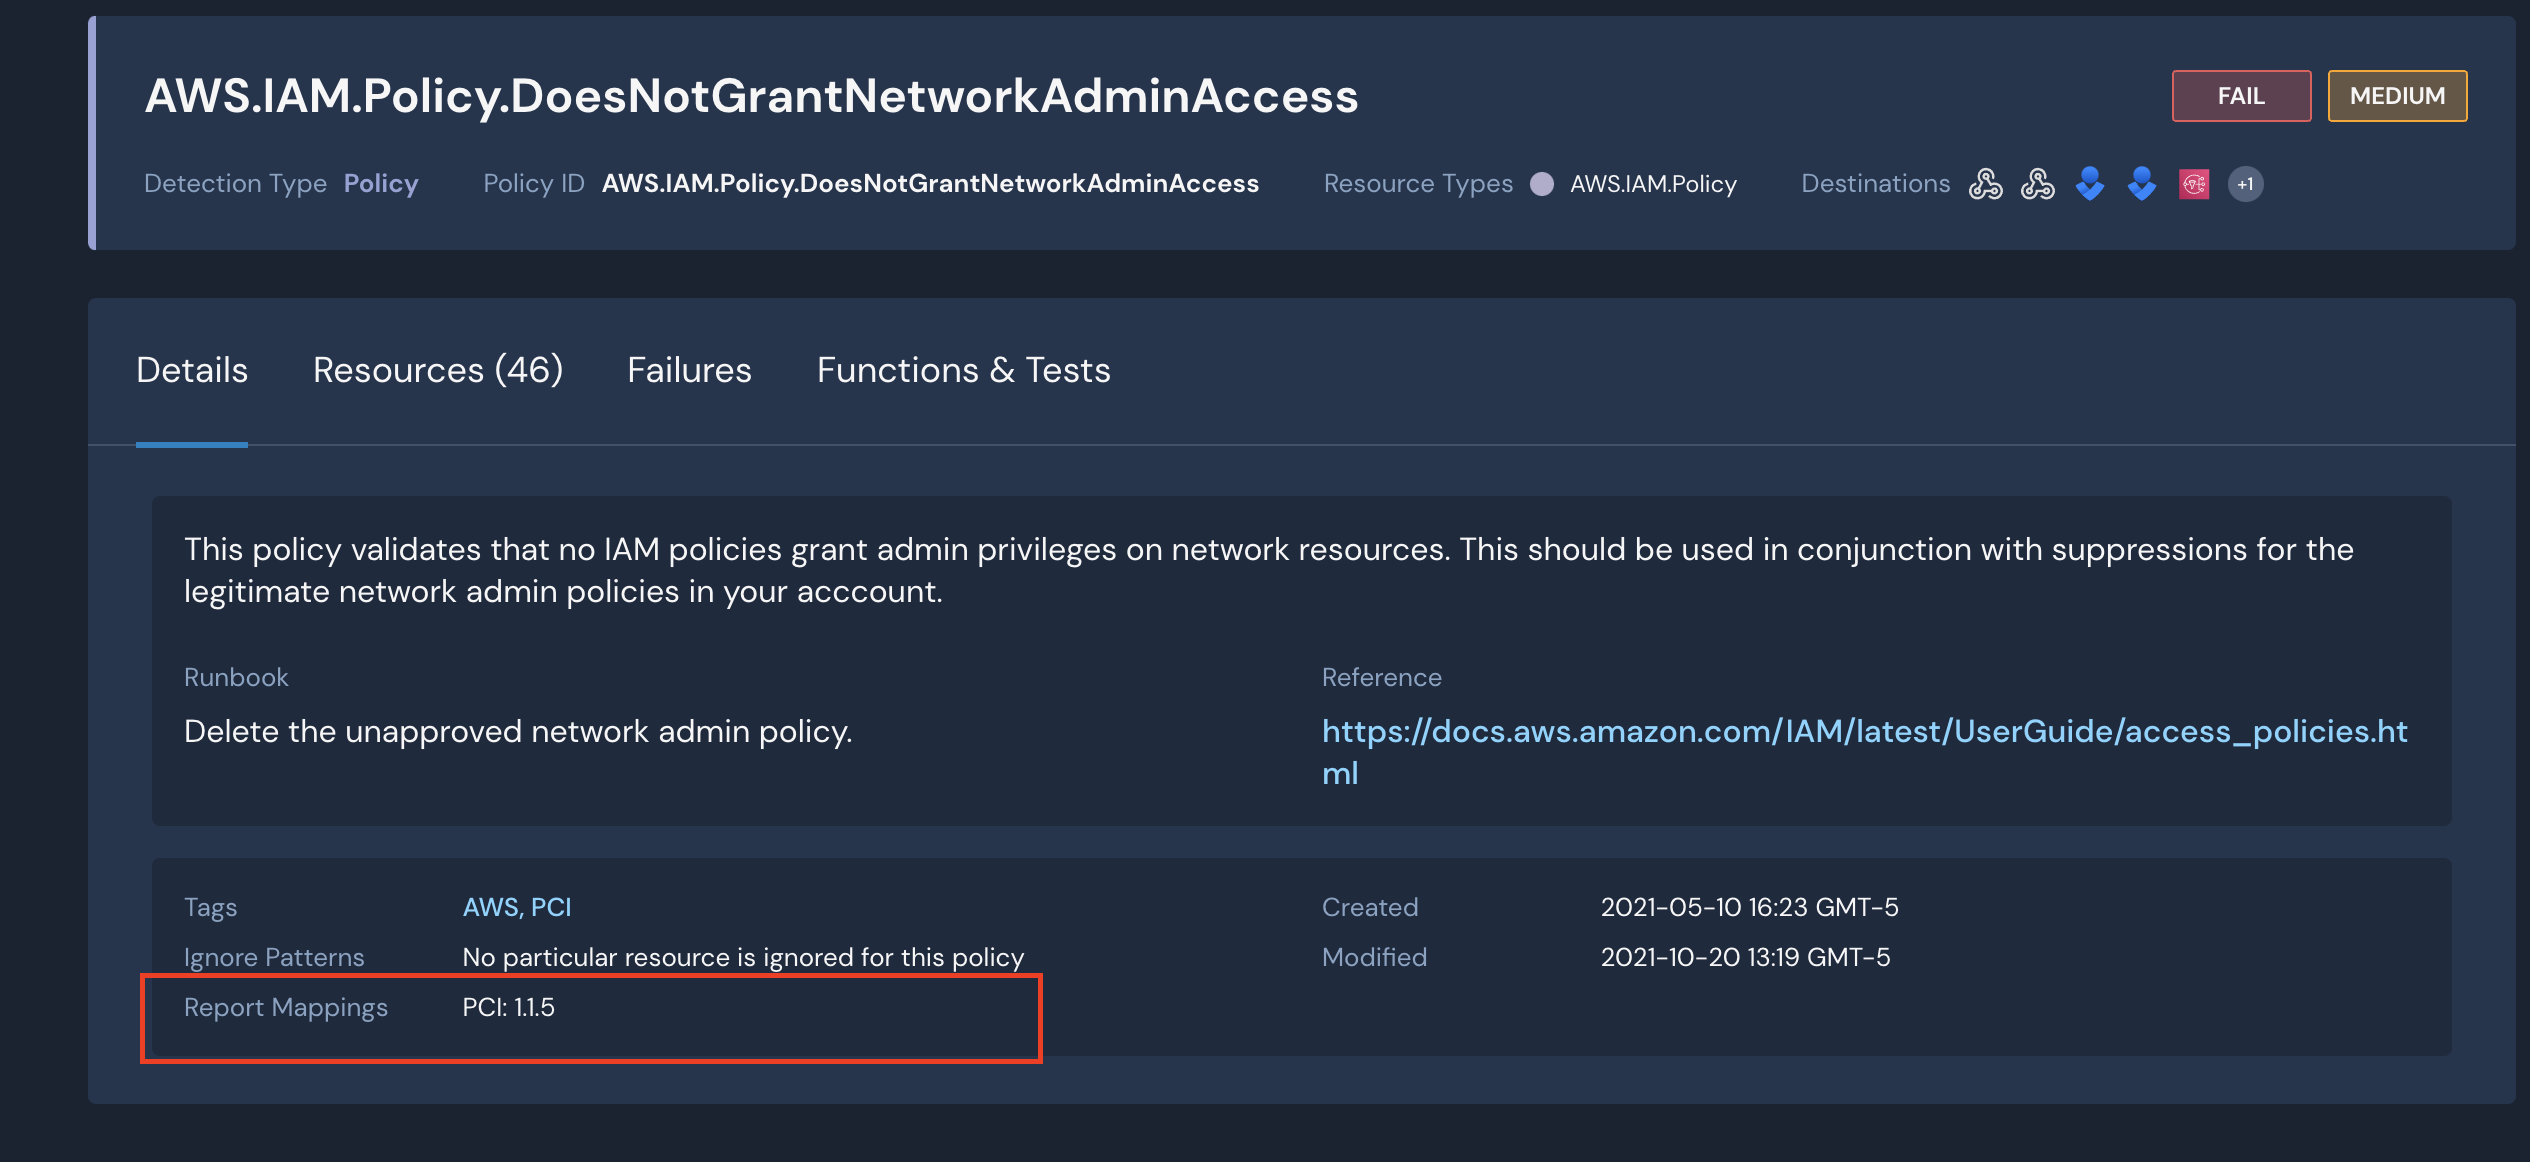 AWS.IAM.Policy.DoesNotGrantNetworkAdminAccess
FAIL
MEDIUM
Detection Type Policy Policy ID AWS.IAM.Policy.DoesNotGrantNetworkAdminAccess Resource Types AWS.IAM.Policy Destinations +1
Details Resources (46) Failures Functions & Tests
This policy validates that no IAM policies grant admin privileges on network resources. This should be used in conjunction with suppressions for the
legitimate network admin policies in your acccount.
Runbook
Delete the unapproved network admin policy.
Reference
https://docs.aws.amazon.com/IAM/latest/UserGuide/access_policies.ht
ml
Tags AWS, PCI
Ignore Patterns No particular resource is ignored for this policy
Report Mappings PCI: 1.1.5
Created 2021-05-10 16:23 GMT-5
Modified 2021-10-20 13:19 GMT-5